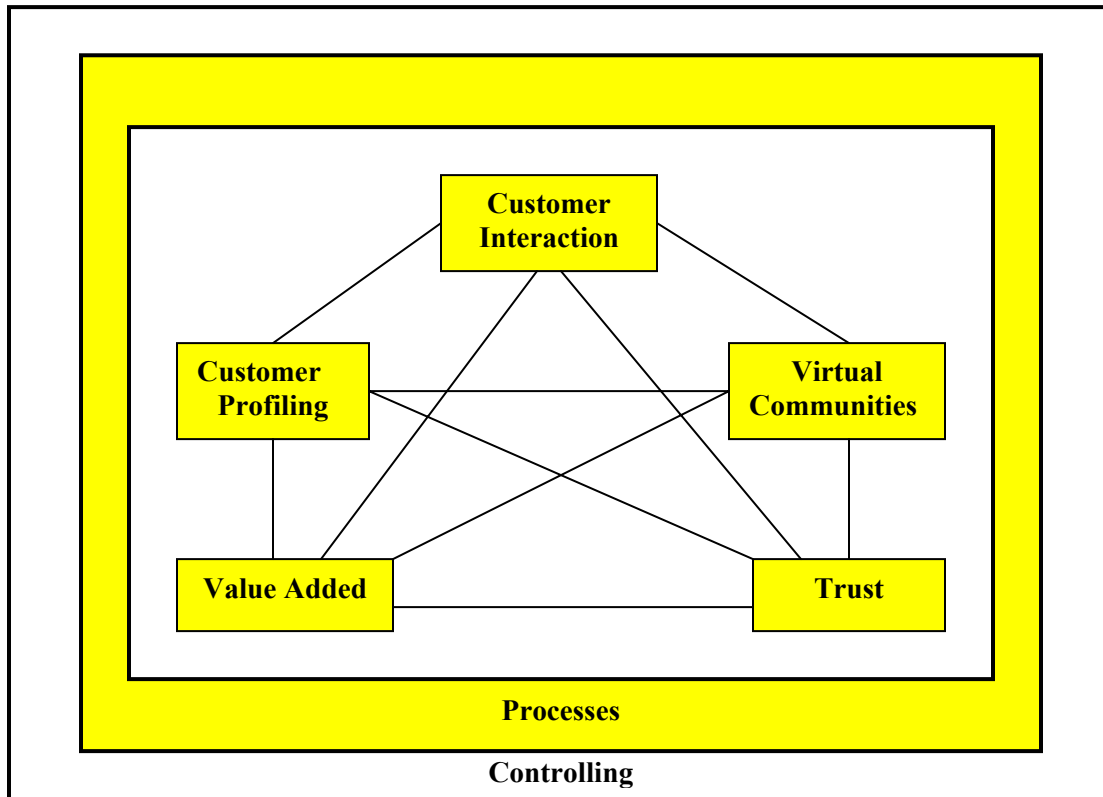 Customer
Interaction
Customer
Profiling
Virtual
Communities
Value Added
Trust
Processes
Controlling